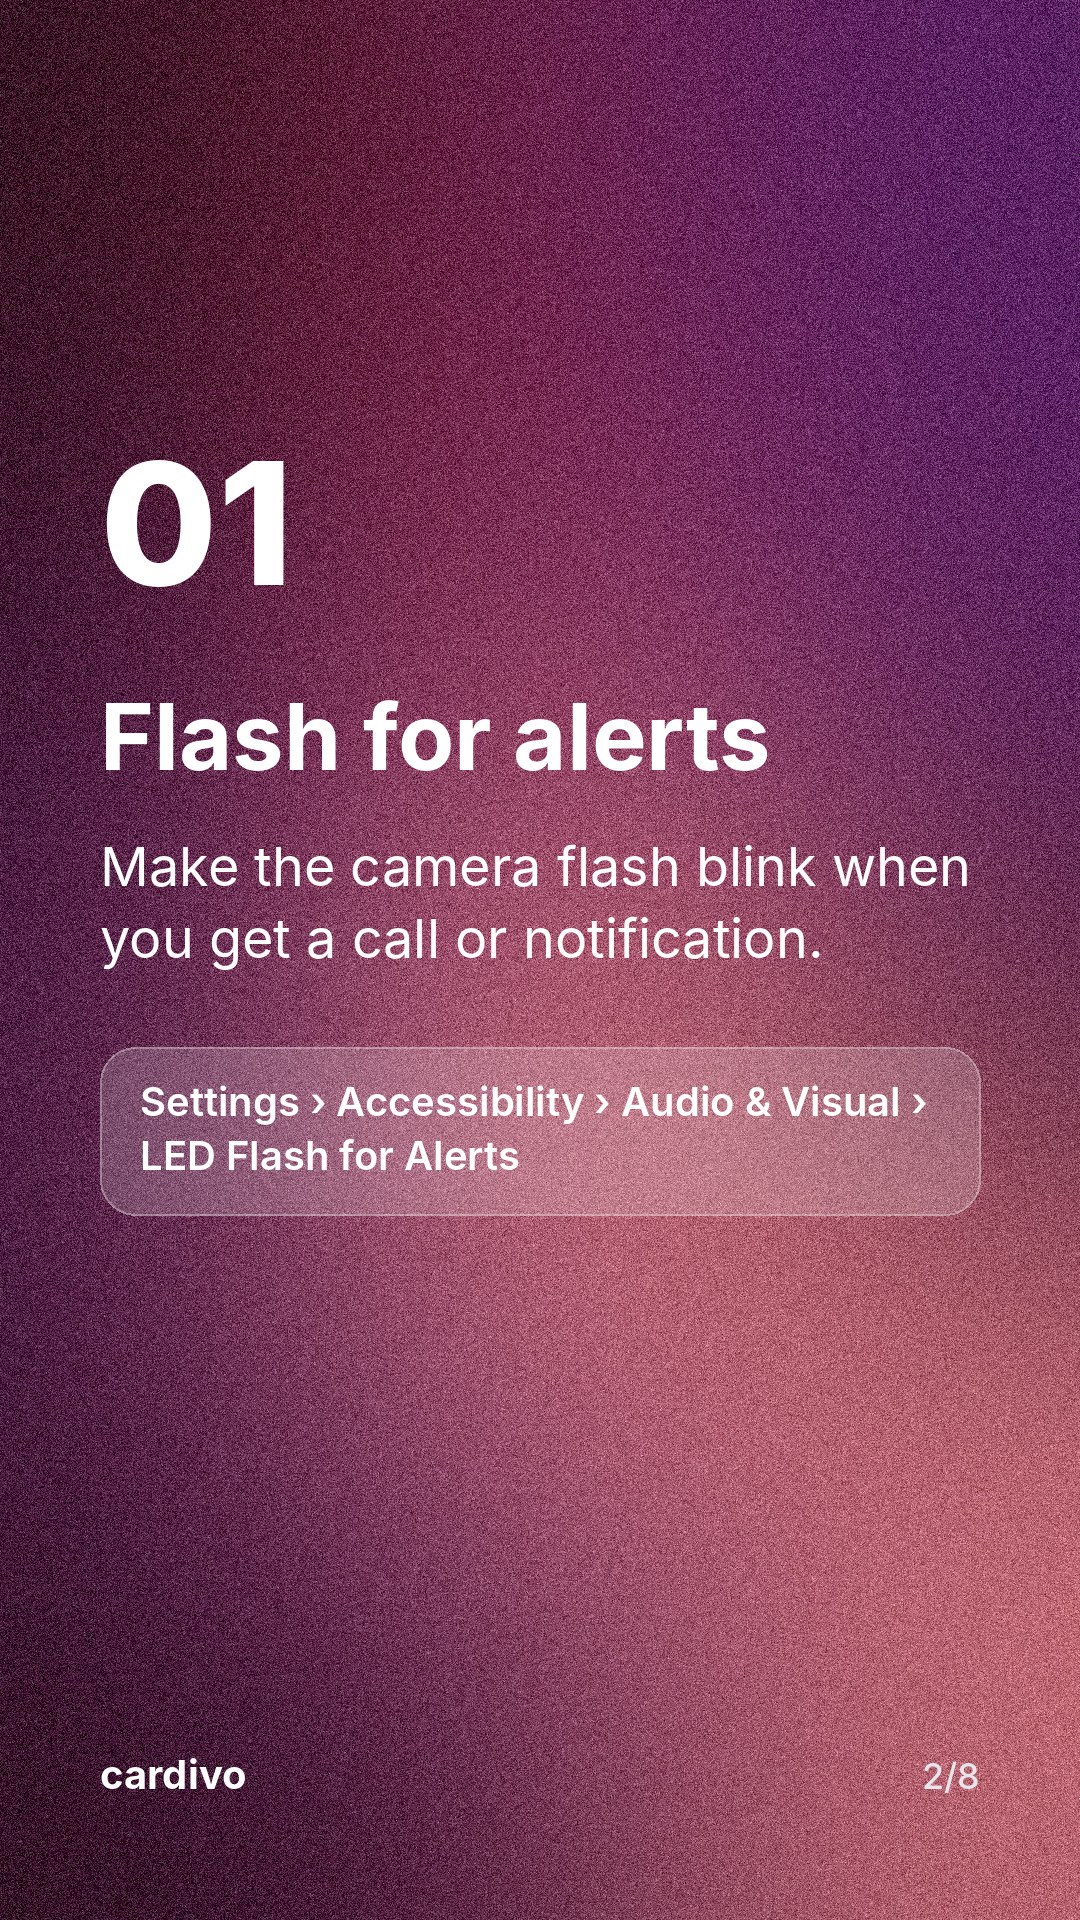 01
Flash for alerts
Make the camera flash blink when
you get a call or notification.
Settings › Accessibility › Audio & Visual ›
LED Flash for Alerts
cardivo
2/8